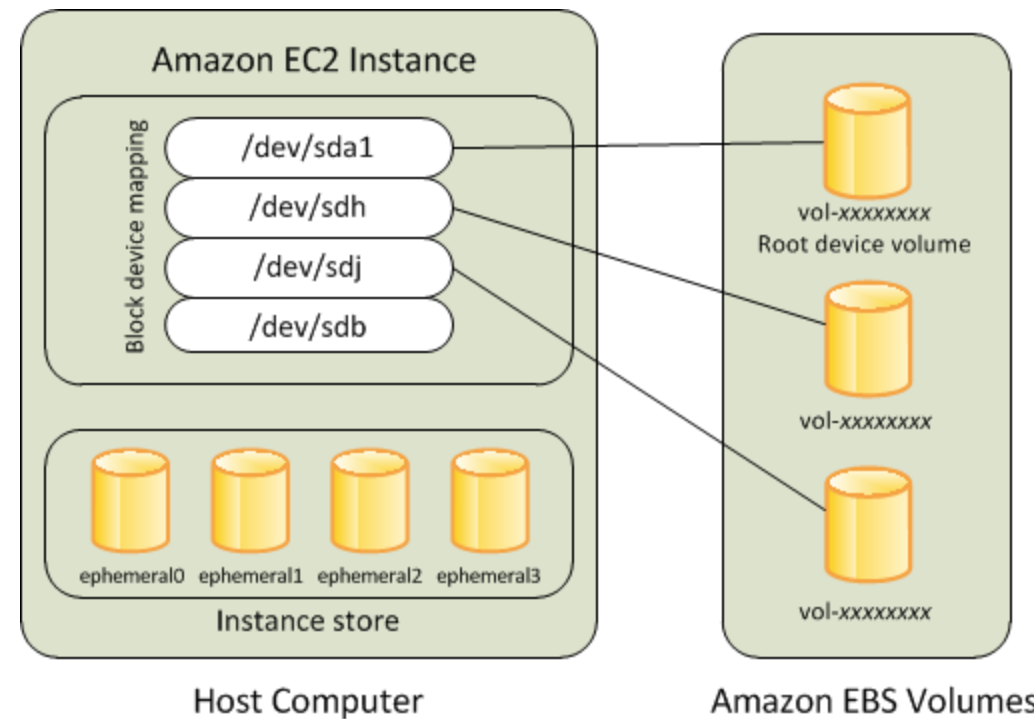 Amazon EC2 Instance
Block device mapping
/dev/sda1
/dev/sdh
/dev/sdj
/dev/sdb
ephemeral0 ephemeral1 ephemeral2 ephemeral3
Instance store
Host Computer
vol-xxxxxxxx
Root device volume
vol-xxxxxxxx
vol-xxxxxxxx
Amazon EBS Volumes